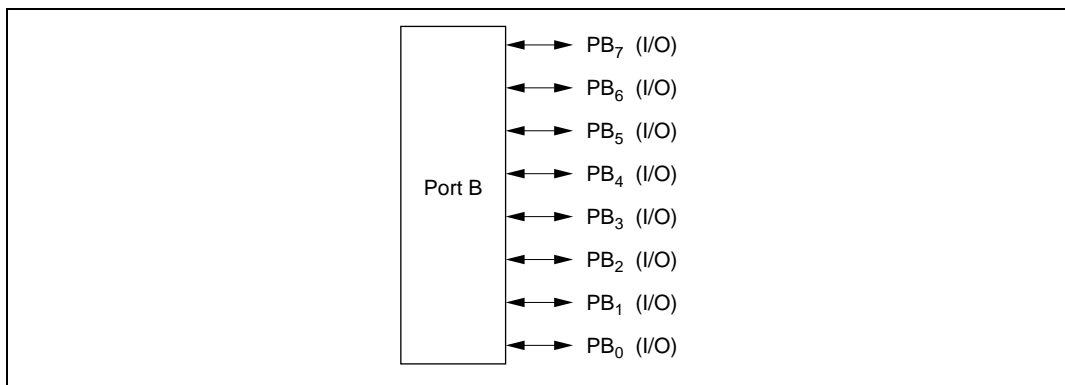 PB₇ (I/O)
PB₆ (I/O)
PB₅ (I/O)
PB₄ (I/O)
Port B
PB₃ (I/O)
PB₂ (I/O)
PB₁ (I/O)
PB₀ (I/O)